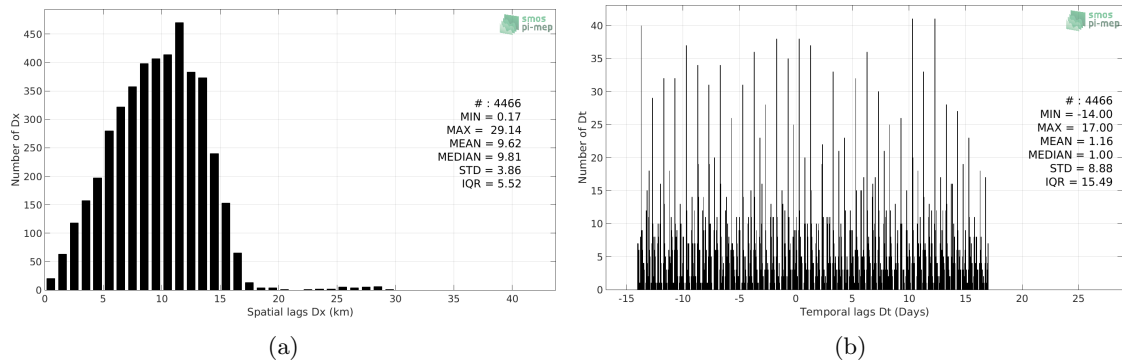 450
400
350
300
250
200
150
100
50
0
Number of Dx
0 5 10 15 20 25 30 35 40
Spatial lags Dx (km)
smos
pi-mep
# : 4466
MIN = 0.17
MAX = 29.14
MEAN = 9.62
MEDIAN = 9.81
STD = 3.86
IQR = 5.52
(a)
40
35
30
25
20
15
10
5
0
Number of Dt
-15 -10 -5 0 5 10 15 20 25
Temporal lags Dt (Days)
smos
pi-mep
# : 4466
MIN = -14.00
MAX = 17.00
MEAN = 1.16
MEDIAN = 1.00
STD = 8.88
IQR = 15.49
(b)